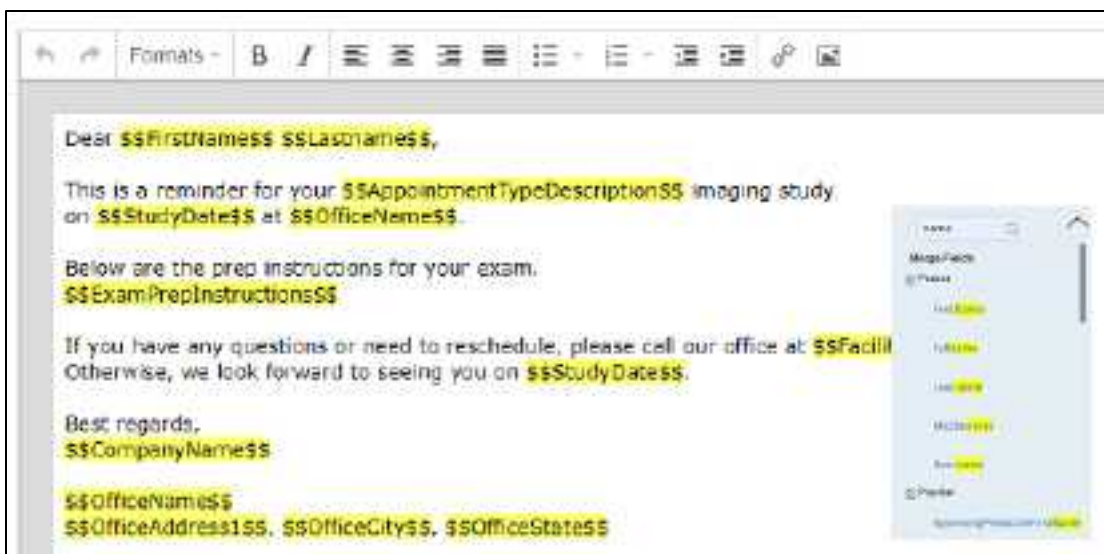 Formats
B I
Dear $$FirstName$$ $$Lastname$$,
This is a reminder for your $$AppointmentTypeDescription$$ imaging study
on $$StudyDate$$ at $$OfficeName$$.
Below are the prep instructions for your exam.
$$ExamPrepInstructions$$
If you have any questions or need to reschedule, please call our office at $$Facili
Otherwise, we look forward to seeing you on $$StudyDate$$.
Best regards,
$$CompanyName$$
$$OfficeName$$
$$OfficeAddress1$$, $$OfficeCity$$, $$OfficeState$$
name
Merge Fields